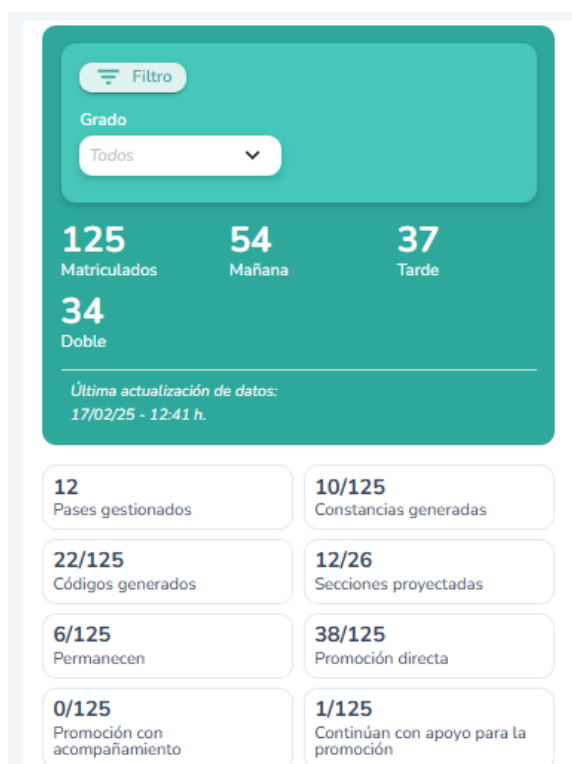 Filtro
Grado
Todos
125
Matriculados
54
Mañana
37
Tarde
34
Doble
Última actualización de datos:
17/02/25 - 12:41 h.
12
Pases gestionados
10/125
Constancias generadas
22/125
Códigos generados
12/26
Secciones proyectadas
6/125
Permanecen
38/125
Promoción directa
0/125
Promoción con
acompañamiento
1/125
Continúan con apoyo para la
promoción